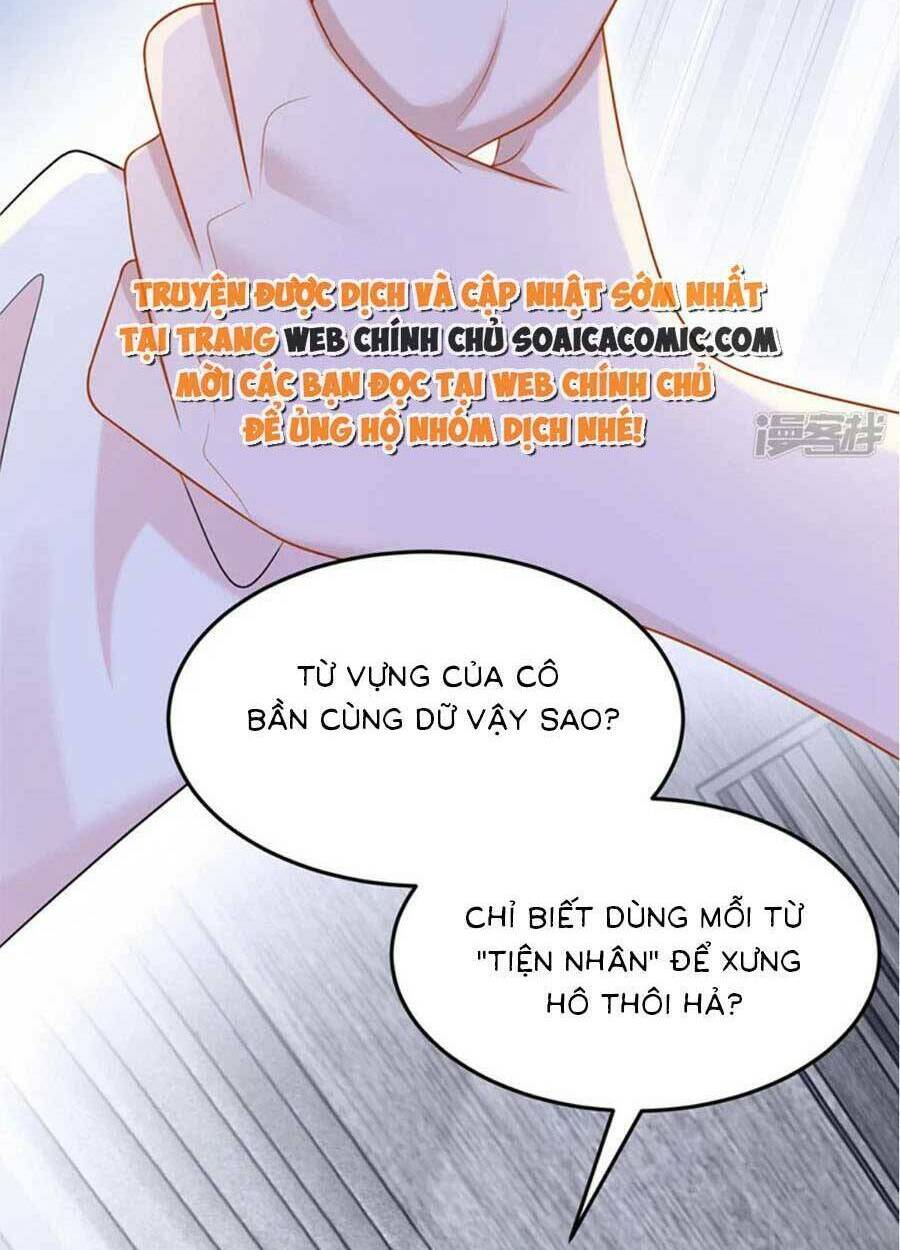 TRUYỆN ĐƯỢC DỊCH VÀ CẬP NHẬT SỚM NHẤT
TẠI TRANG WEB CHÍNH CHỦ SOAICACOMIC.COM
MỜI CÁC BẠN ĐỌC TẠI WEB CHÍNH CHỦ
ĐỂ ỦNG HỘ NHÓM DỊCH NHÉ!
漫客栈
TỪ VỰNG CỦA CÔ
BẦN CÙNG DỮ VẬY SAO?
CHỈ BIẾT DÙNG MỖI TỪ
"TIỆN NHÂN" ĐỂ XƯNG
HÔ THÔI HẢ?